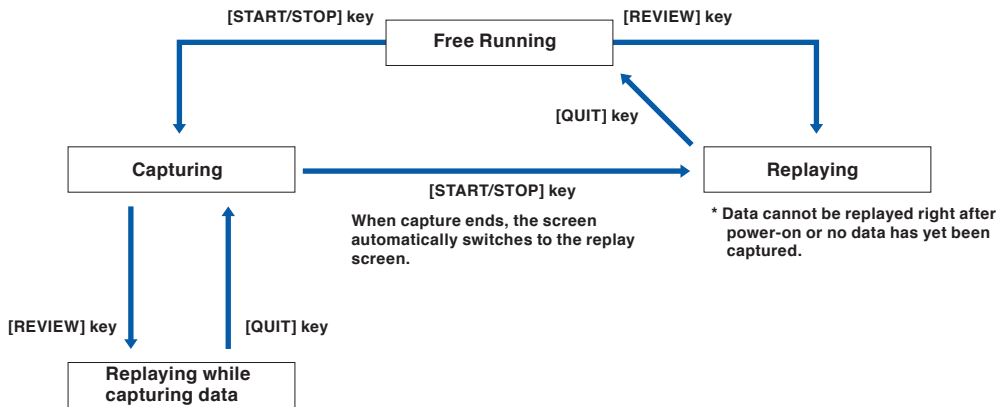 [START/STOP] key
[REVIEW] key
Free Running
[QUIT] key
Capturing
Replaying
[START/STOP] key
When capture ends, the screen
automatically switches to the replay
screen.
* Data cannot be replayed right after
power-on or no data has yet been
captured.
[REVIEW] key
[QUIT] key
Replaying while
capturing data